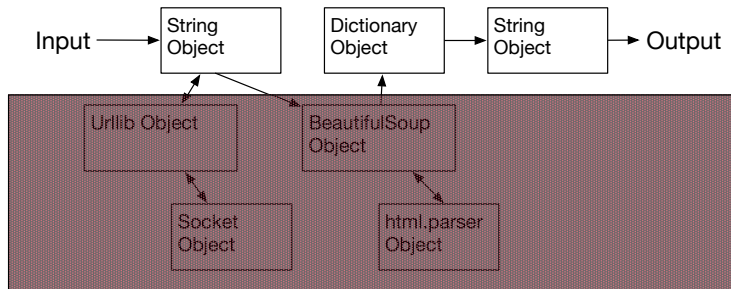 Input
String
Object
Dictionary
Object
String
Object
Output
Urllib Object
BeautifulSoup
Object
Socket
Object
html.parser
Object